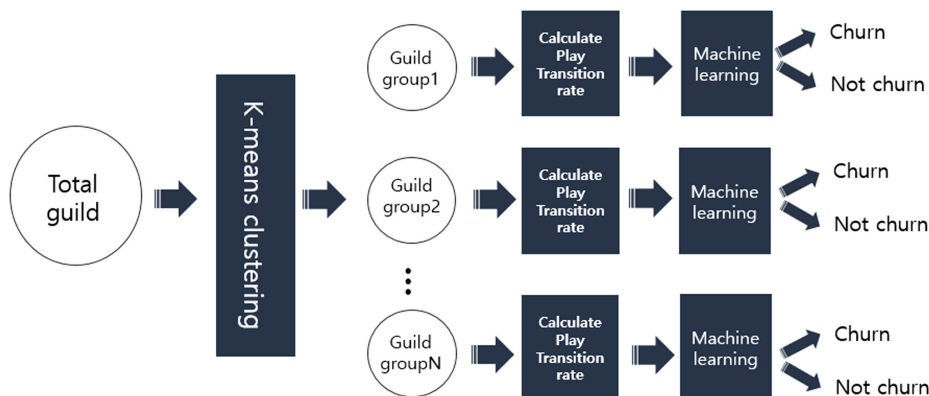 Total
guild
K-means clustering
Guild
group1
Calculate
Play
Transition
rate
Machine
learning
Churn
Not churn
Guild
group2
Calculate
Play
Transition
rate
Machine
learning
Churn
Not churn
Guild
groupN
Calculate
Play
Transition
rate
Machine
learning
Churn
Not churn